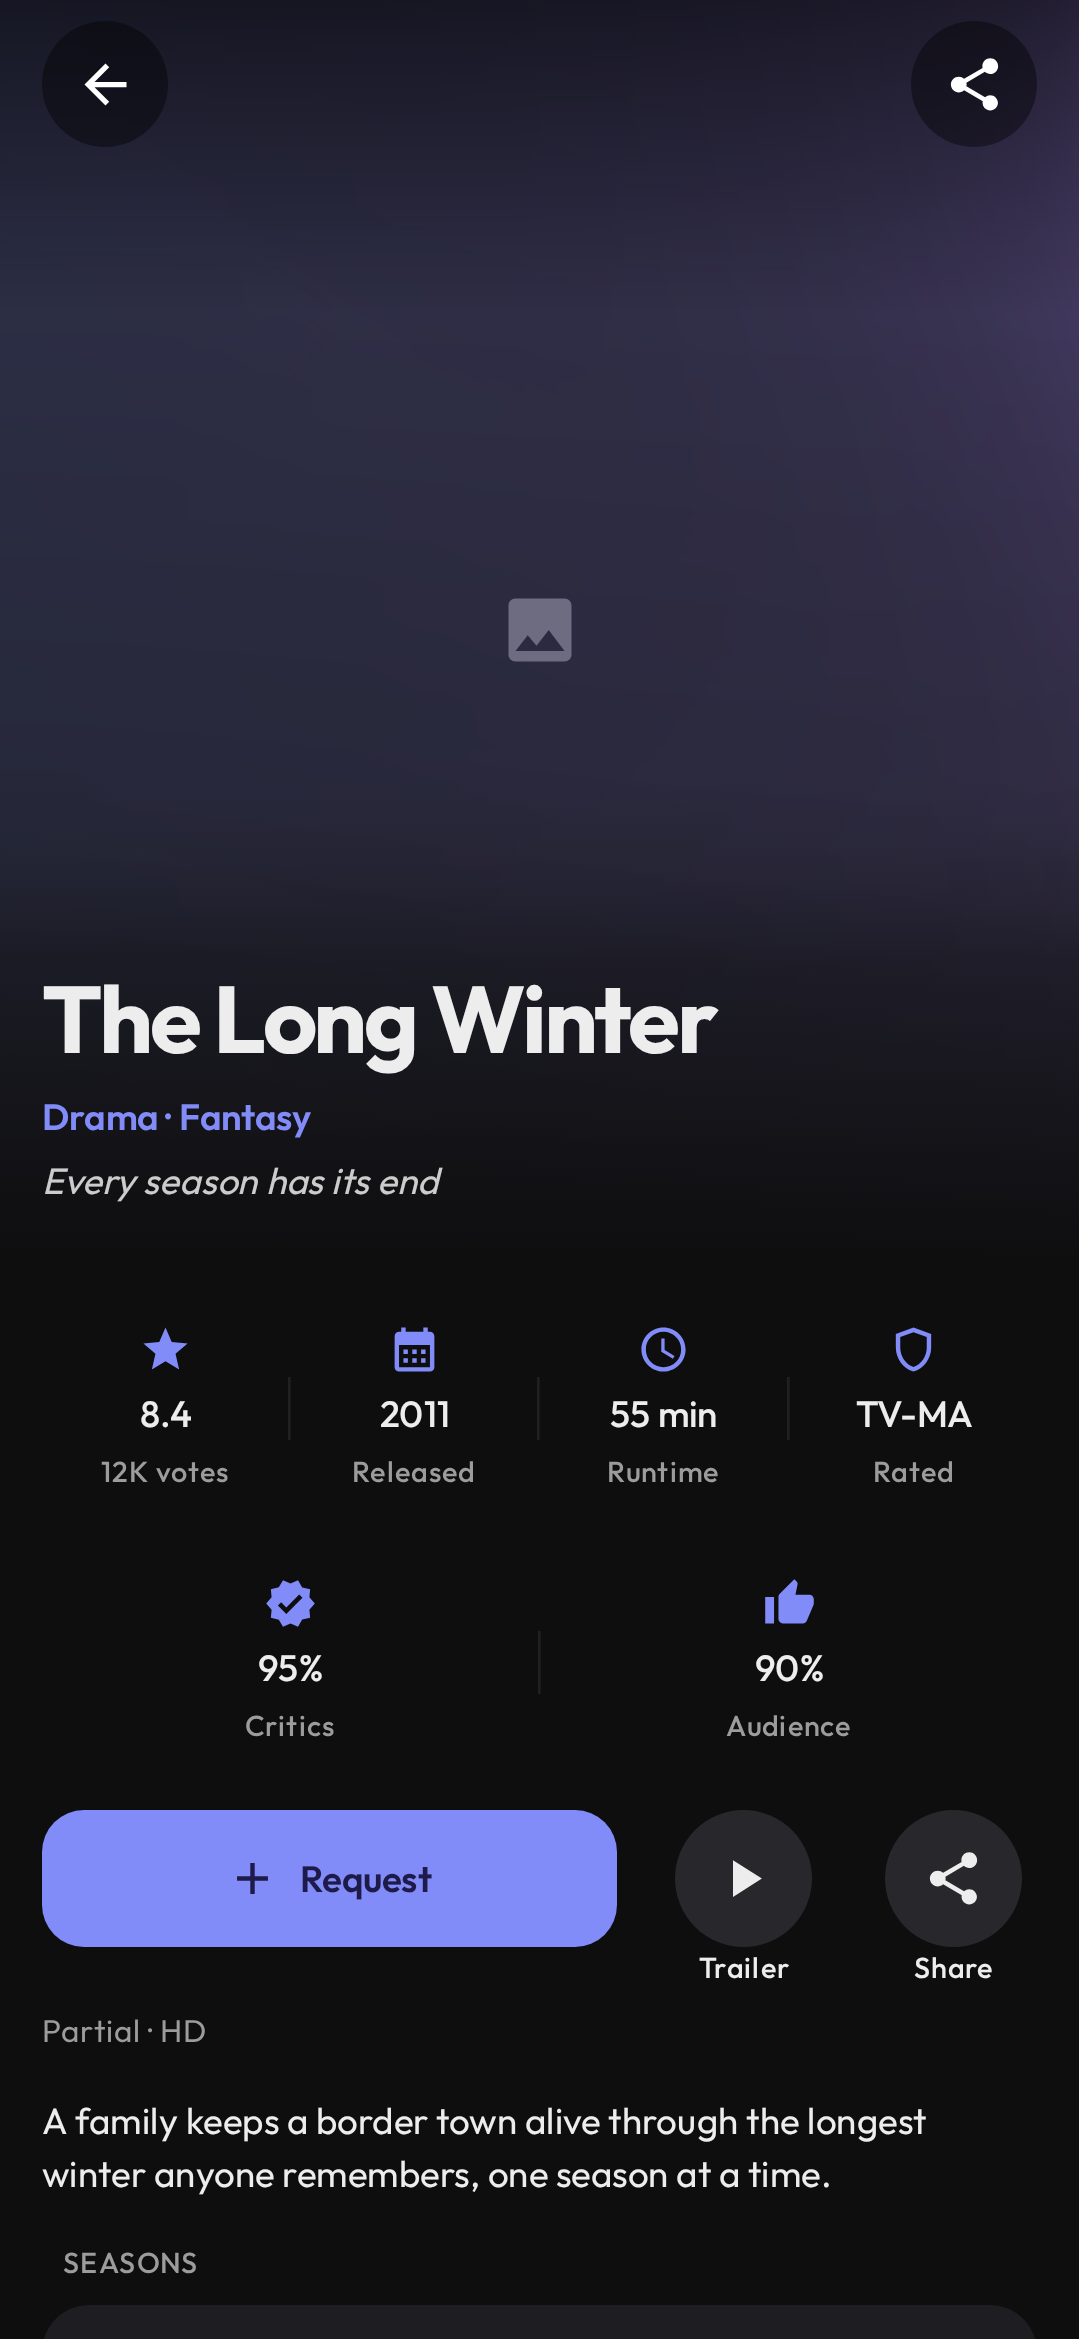 The Long Winter
Drama · Fantasy
Every season has its end
8.4
2011
55 min
TV-MA
12K votes
Released
Runtime
Rated
95%
90%
Critics
Audience
Request
Trailer
Share
Partial · HD
A family keeps a border town alive through the longest
winter anyone remembers, one season at a time.
SEASONS